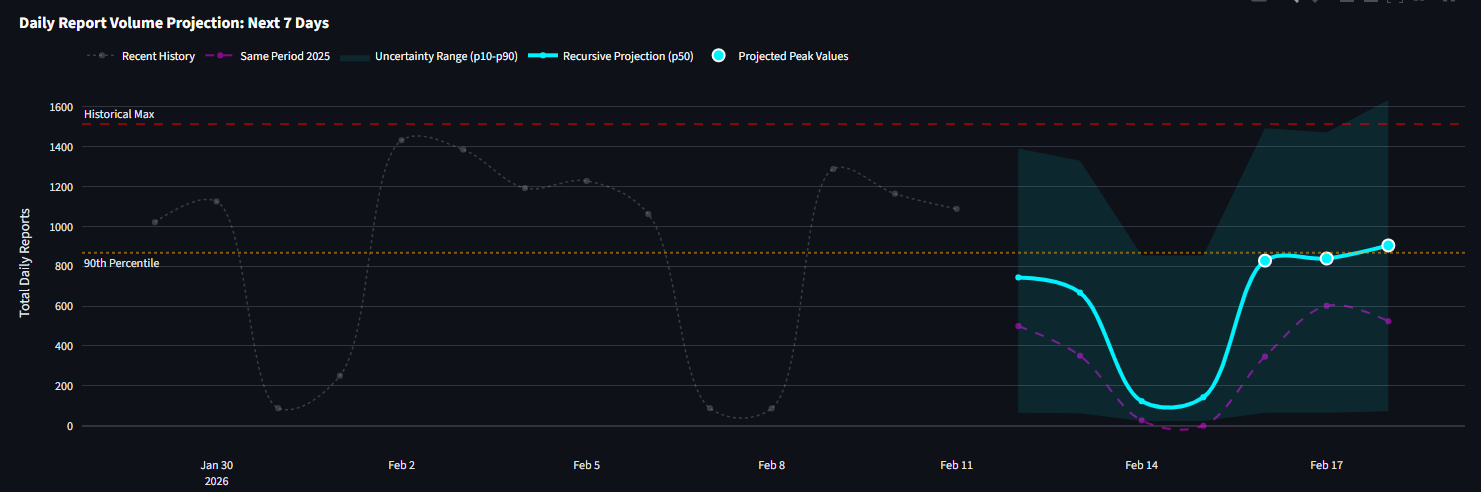 Daily Report Volume Projection: Next 7 Days
Recent History
Same Period 2025
Uncertainty Range (p10-p90)
Recursive Projection (p50)
Projected Peak Values
Total Daily Reports
1600
1400
1200
1000
800
600
400
200
0
Historical Max
90th Percentile
Jan 30
2026
Feb 2
Feb 5
Feb 8
Feb 11
Feb 14
Feb 17